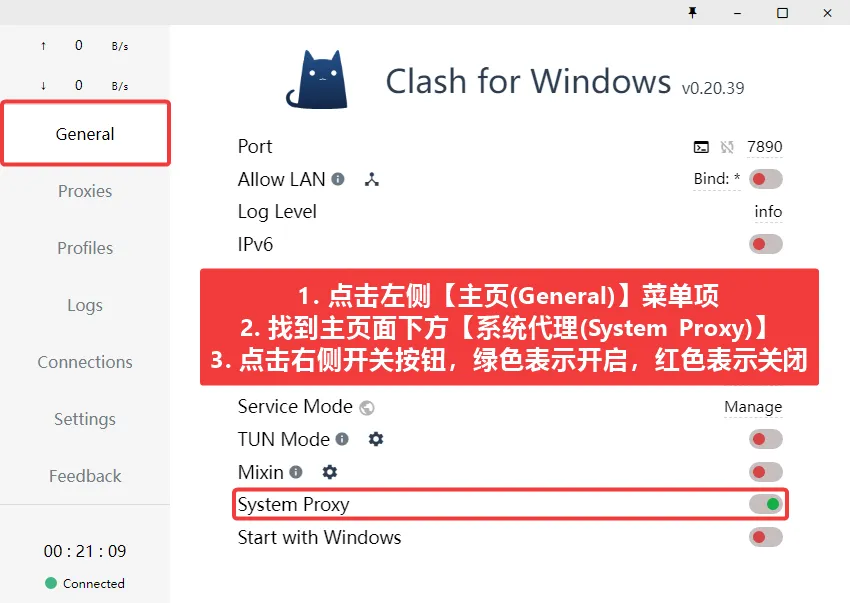 ↑ 0 B/s
↓ 0 B/s
General
Proxies
Profiles
Logs
Connections
Settings
Feedback
00 : 21 : 09
Connected
Clash for Windows v0.20.39
Port 7890
Allow LAN Bind: *
Log Level info
IPv6
1. 点击左侧【主页(General)】菜单项
2. 找到主页面下方【系统代理(System Proxy)】
3. 点击右侧开关按钮，绿色表示开启，红色表示关闭
Service Mode Manage
TUN Mode
Mixin
System Proxy
Start with Windows